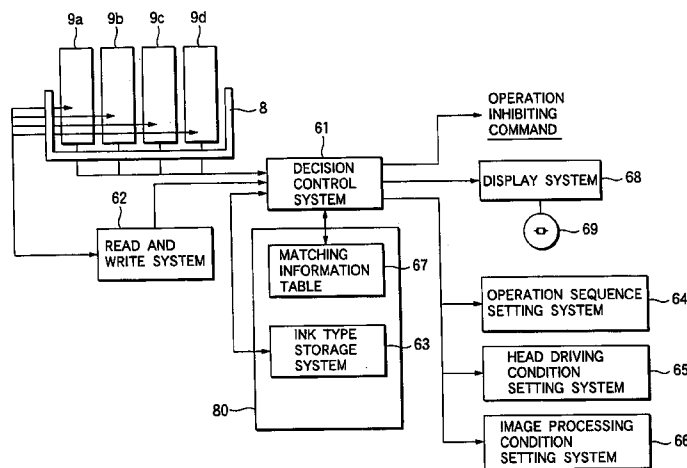 9a 9b 9c 9d
8
61
OPERATION
INHIBITING
COMMAND
DECISION
CONTROL
SYSTEM
DISPLAY SYSTEM
68
62
69
READ AND
WRITE SYSTEM
MATCHING
INFORMATION
TABLE
67
OPERATION SEQUENCE
SETTING SYSTEM
64
INK TYPE
STORAGE
SYSTEM
63
HEAD DRIVING
CONDITION
SETTING SYSTEM
65
80
IMAGE PROCESSING
CONDITION
SETTING SYSTEM
66